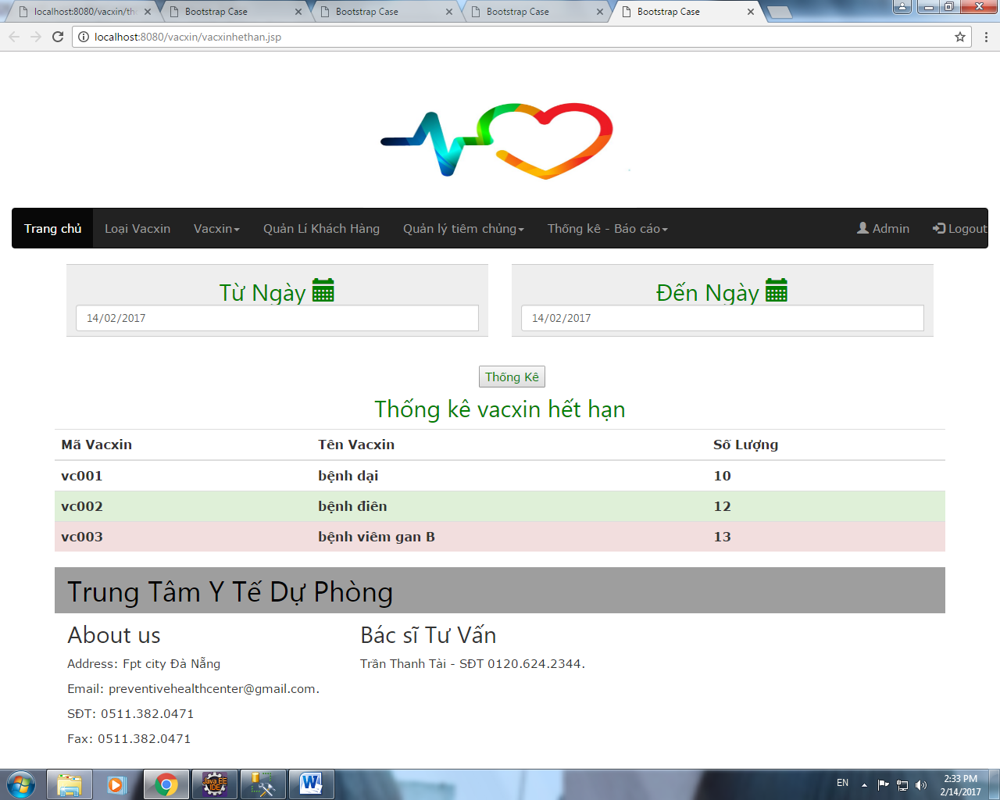 localhost:8080/vacxin/th
Bootstrap Case
Bootstrap Case
Bootstrap Case
Bootstrap Case
localhost:8080/vacxin/vacxinhethan.jsp
Trang chủ Loại Vacxin Vacxin Quản Lí Khách Hàng Quản lý tiêm chủng Thống kê - Báo cáo Admin Logout
Từ Ngày
14/02/2017
Đến Ngày
14/02/2017
Thống Kê
Thống kê vacxin hết hạn
Mã Vacxin Tên Vacxin Số Lượng
vc001 bệnh dại 10
vc002 bệnh điên 12
vc003 bệnh viêm gan B 13
Trung Tâm Y Tế Dự Phòng
About us
Address: Fpt city Đà Nẵng
Email: preventivehealthcenter@gmail.com.
SĐT: 0511.382.0471
Fax: 0511.382.0471
Bác sĩ Tư Vấn
Trần Thanh Tài - SĐT 0120.624.2344.
Java EE
IDE
W
EN
2:33 PM
2/14/2017